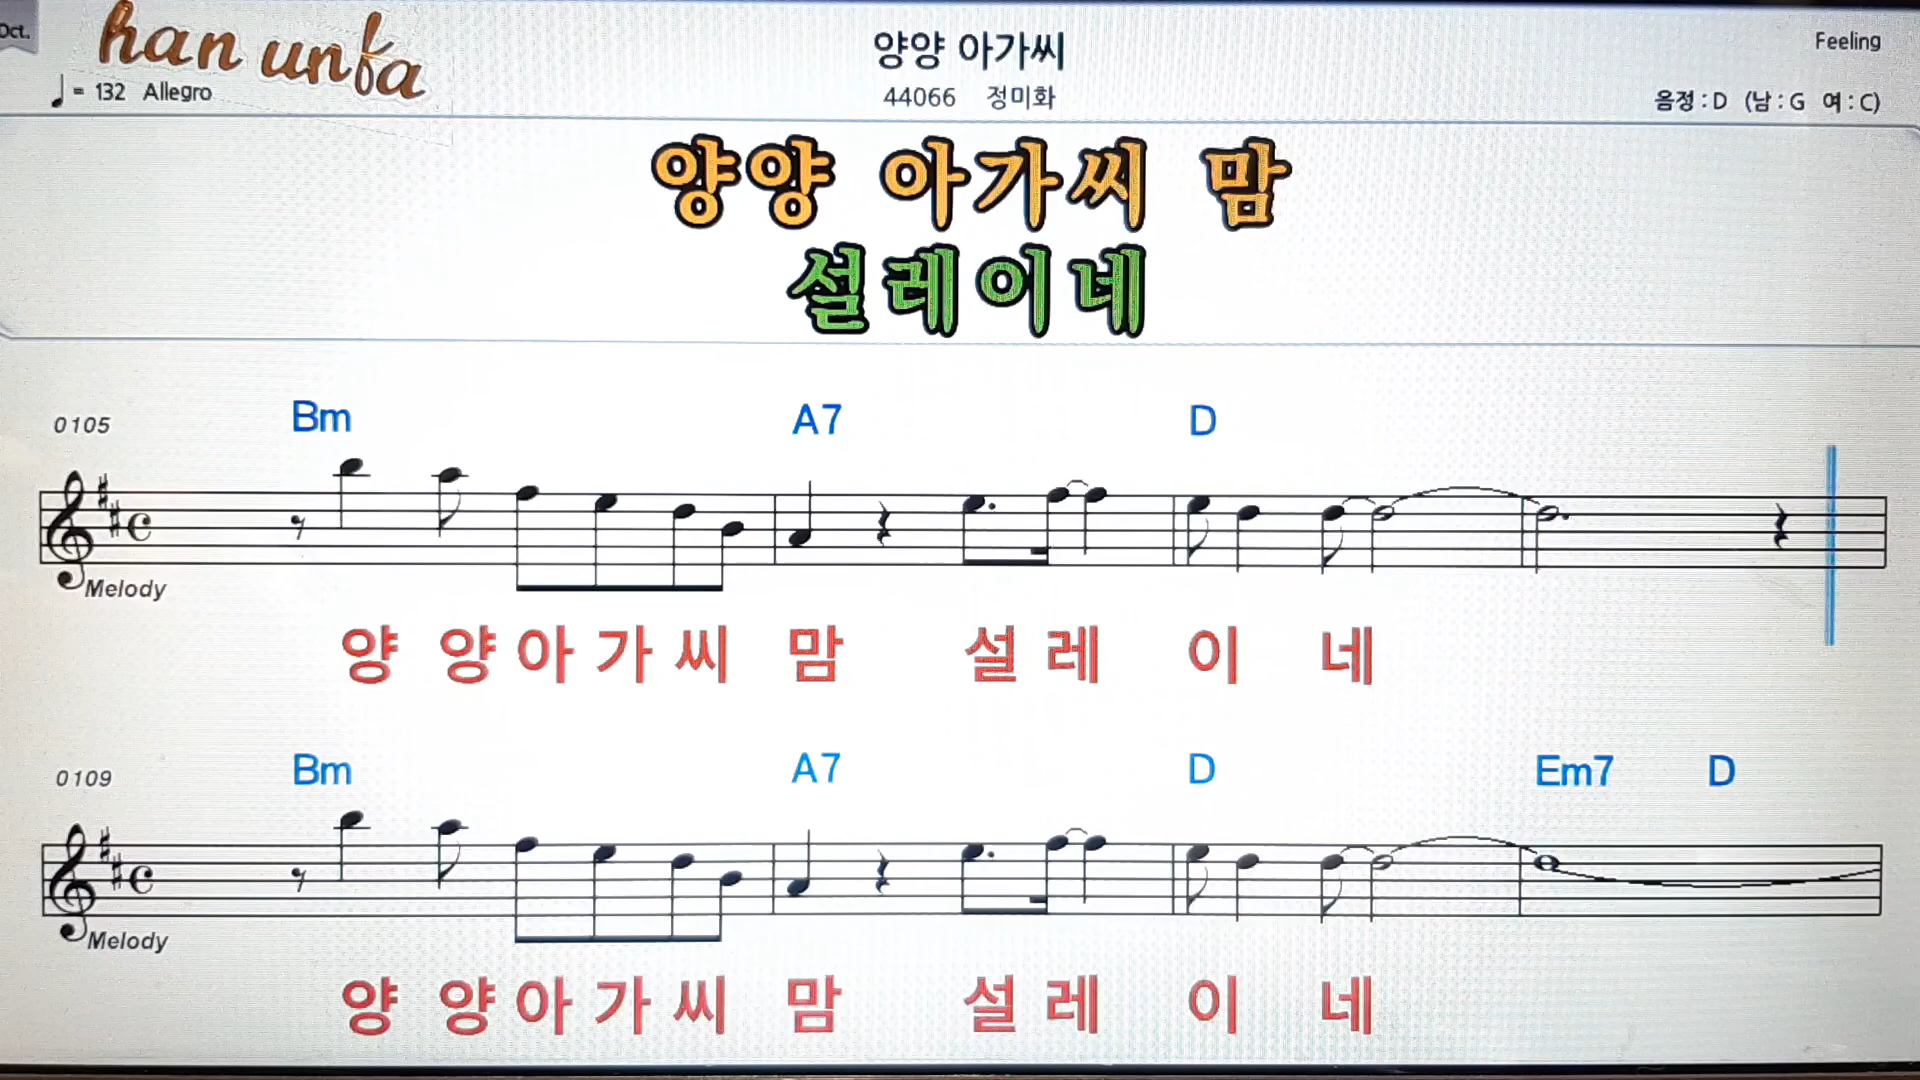 Oct.
han unfa
♩= 132 Allegro
양양 아가씨
44066 정미화
Feeling
음정 : D (남 : G 여 : C)
양양 아가씨 맘
설레이네
0105
Bm A7 D
Melody
양 양 아 가 씨 맘 설 레 이 네
0109
Bm A7 D Em7 D
Melody
양 양 아 가 씨 맘 설 레 이 네